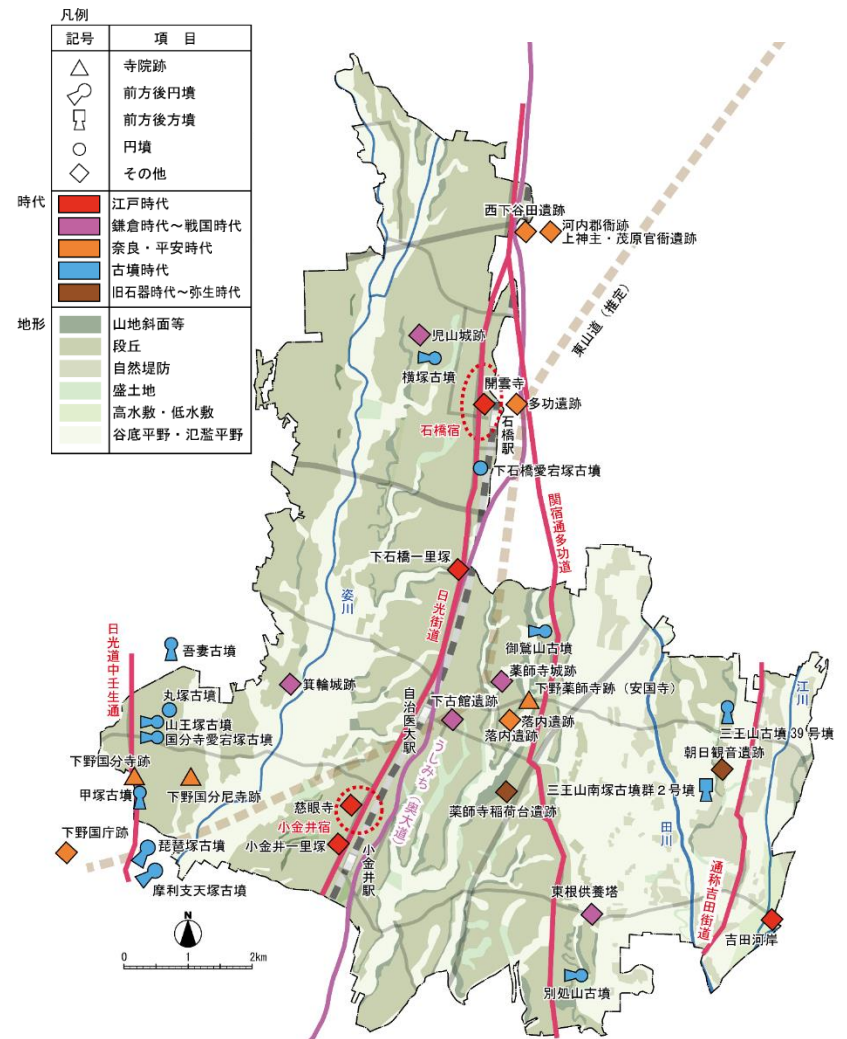 凡例
記号
項 目
寺院跡
前方後円墳
前方後方墳
円墳
その他
時代
江戸時代
鎌倉時代～戦国時代
奈良・平安時代
古墳時代
旧石器時代～弥生時代
地形
山地斜面等
段丘
自然堤防
盛土地
高水敷・低水敷
谷底平野・氾濫平野
西下谷田遺跡
河内郡衙跡
上神主・茂原官衙遺跡
東山道（推定）
児山城跡
横塚古墳
開雲寺
多功遺跡
石橋宿
石橋駅
下石橋愛宕塚古墳
関宿通多功道
下石橋一里塚
日光街道
姿川
御鷲山古墳
日光道中壬生通
吾妻古墳
箕輪城跡
薬師寺城跡
下野薬師寺跡（安国寺）
丸塚古墳
山王塚古墳
国分寺愛宕塚古墳
自治医大駅
下古館遺跡
落内遺跡
落内遺跡
江川
三王山古墳39号墳
朝日観音遺跡
下野国分寺跡
甲塚古墳
下野国分尼寺跡
うしみち（奥大道）
慈眼寺
小金井宿
薬師寺稲荷台遺跡
三王山南塚古墳群２号墳
田川
下野国庁跡
琵琶塚古墳
摩利支天塚古墳
小金井一里塚
小金井駅
東根供養塔
通称吉田街道
吉田河岸
別処山古墳
N
0
2km